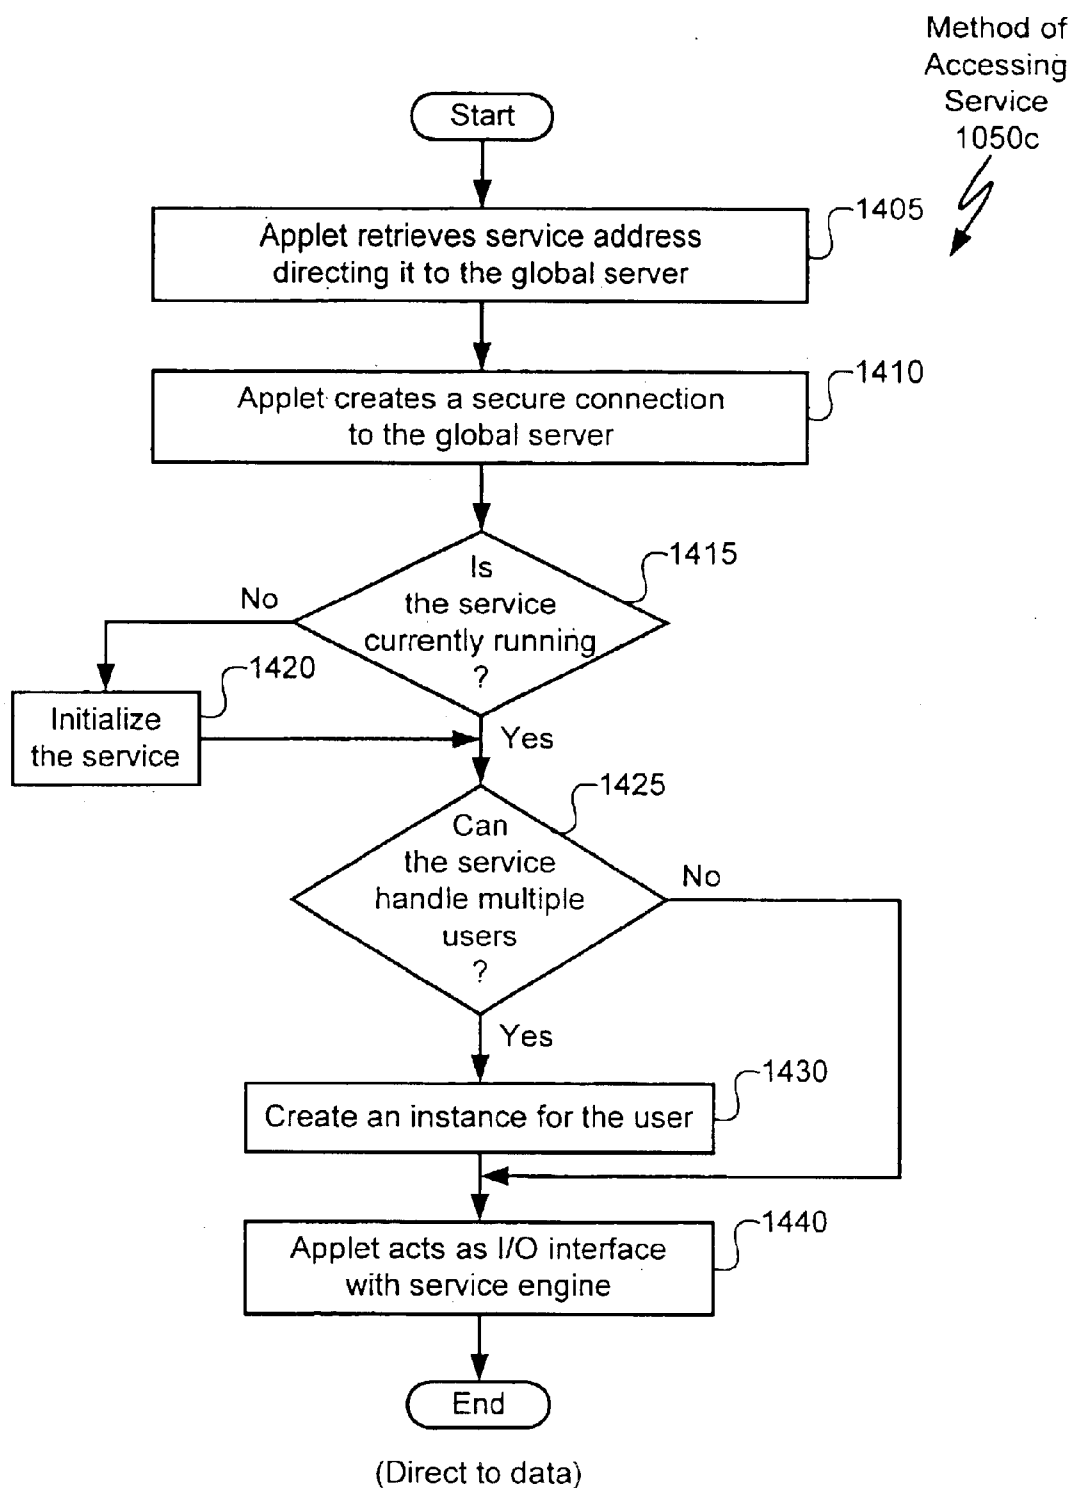 Method of
Accessing
Service
1050c
Start
1405
Applet retrieves service address
directing it to the global server
1410
Applet creates a secure connection
to the global server
1415
Is
the service
currently running
?
No
1420
Initialize
the service
Yes
1425
Can
the service
handle multiple
users
?
No
Yes
1430
Create an instance for the user
1440
Applet acts as I/O interface
with service engine
End
(Direct to data)